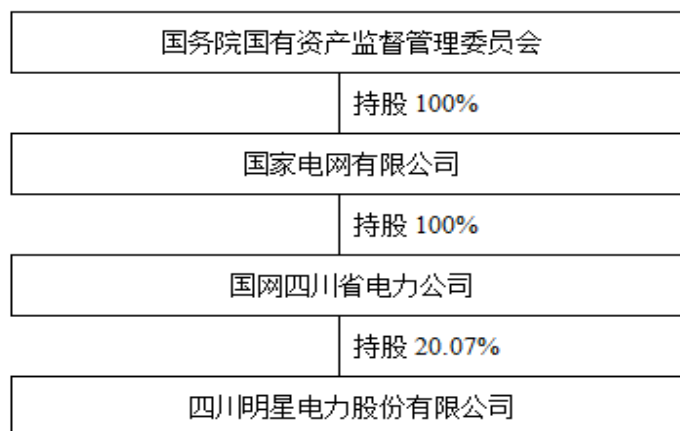 国务院国有资产监督管理委员会
持股 100%
国家电网有限公司
持股 100%
国网四川省电力公司
持股 20.07%
四川明星电力股份有限公司